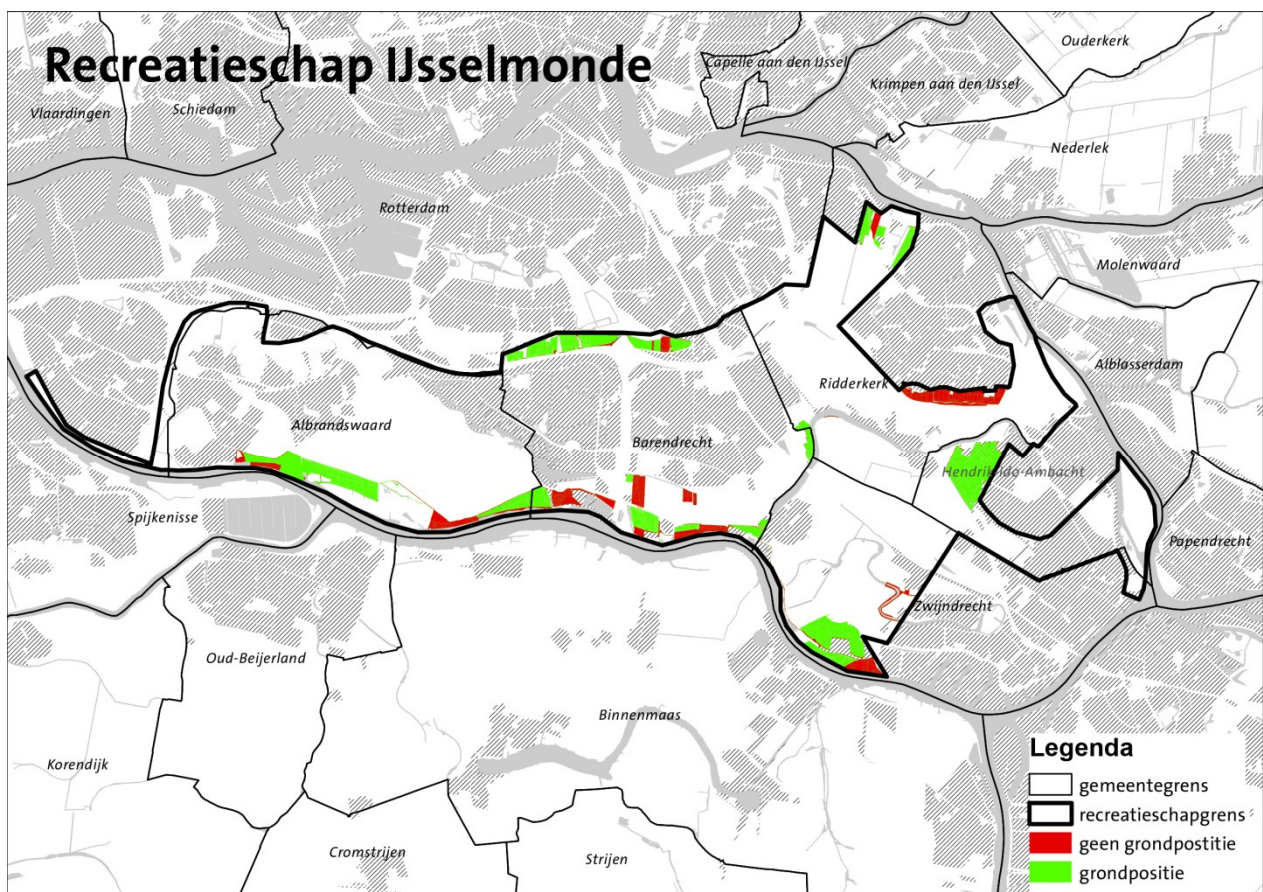 Recreatieschap IJsselmonde
Ouderkerk
Capelle aan den IJssel
Krimpen aan den IJssel
Vlaardingen
Schiedam
Nederlek
Rotterdam
Molenwaard
Alblasserdam
Ridderkerk
Albrandswaard
Barendrecht
Hendrik-Ido-Ambacht
Spijkenisse
Papendrecht
Zwijndrecht
Oud-Beijerland
Binnenmaas
Korendijk
Cromstrijen
Strijen
Legenda
gemeentegrens
recreatieschapgrens
geen grondpostitie
grondpositie